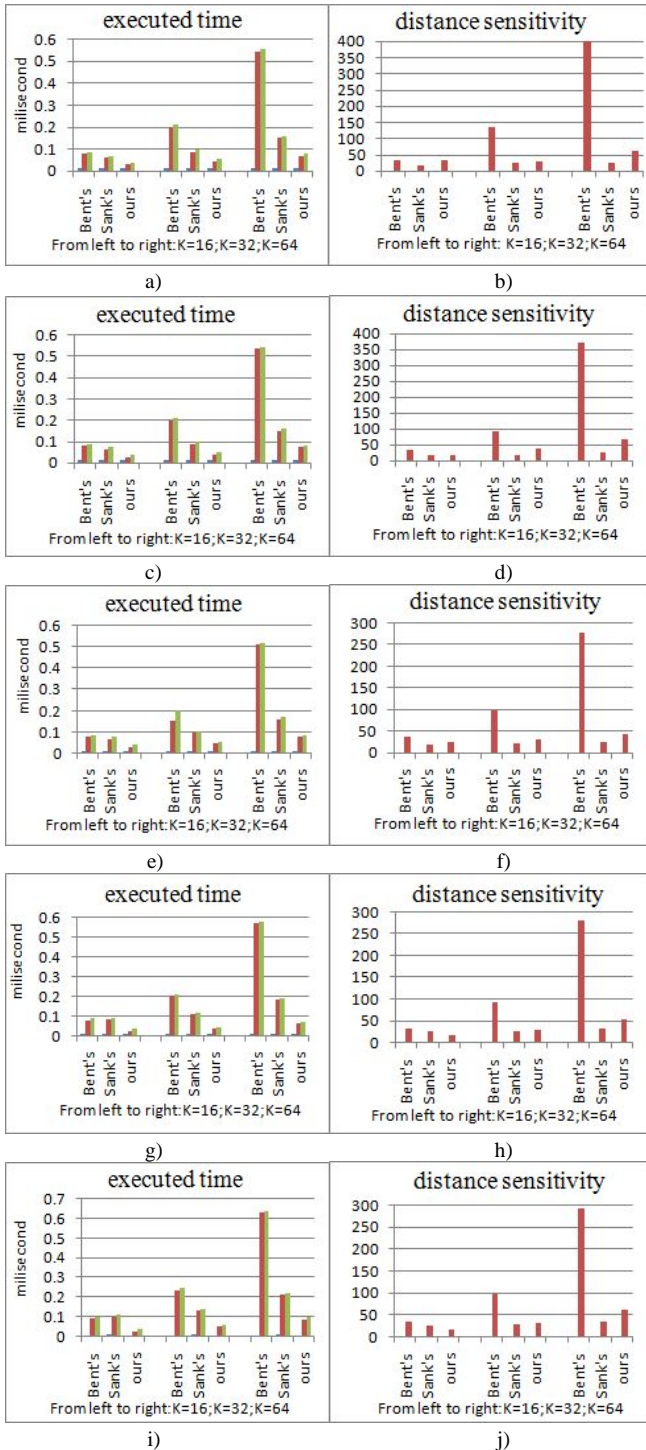 executed time
milisecond
0.6
0.5
0.4
0.3
0.2
0.1
0
Bent's
Sank's
ours
Bent's
Sank's
ours
Bent's
Sank's
ours
From left to right: K=16;K=32;K=64
a)
distance sensitivity
400
350
300
250
200
150
100
50
0
Bent's
Sank's
ours
Bent's
Sank's
ours
Bent's
Sank's
ours
From left to right: K=16;K=32;K=64
b)
executed time
milisecond
0.6
0.5
0.4
0.3
0.2
0.1
0
Bent's
Sank's
ours
Bent's
Sank's
ours
Bent's
Sank's
ours
From left to right:K=16;K=32;K=64
c)
distance sensitivity
400
350
300
250
200
150
100
50
0
Bent's
Sank's
ours
Bent's
Sank's
ours
Bent's
Sank's
ours
From left to right:K=16;K=32;K=64
d)
executed time
milisecond
0.6
0.5
0.4
0.3
0.2
0.1
0
Bent's
Sank's
ours
Bent's
Sank's
ours
Bent's
Sank's
ours
From left to right:K=16;K=32;K=64
e)
distance sensitivity
300
250
200
150
100
50
0
Bent's
Sank's
ours
Bent's
Sank's
ours
Bent's
Sank's
ours
From left to right:K=16;K=32;K=64
f)
executed time
milisecond
0.6
0.5
0.4
0.3
0.2
0.1
0
Bent's
Sank's
ours
Bent's
Sank's
ours
Bent's
Sank's
ours
From left to right:K=16;K=32;K=64
g)
distance sensitivity
300
250
200
150
100
50
0
Bent's
Sank's
ours
Bent's
Sank's
ours
Bent's
Sank's
ours
From left to right:K=16;K=32;K=64
h)
executed time
milisecond
0.7
0.6
0.5
0.4
0.3
0.2
0.1
0
Bent's
Sank's
ours
Bent's
Sank's
ours
Bent's
Sank's
ours
From left to right:K=16;K=32;K=64
i)
distance sensitivity
300
250
200
150
100
50
0
Bent's
Sank's
ours
Bent's
Sank's
ours
Bent's
Sank's
ours
From left to right:K=16;K=32;K=64
j)